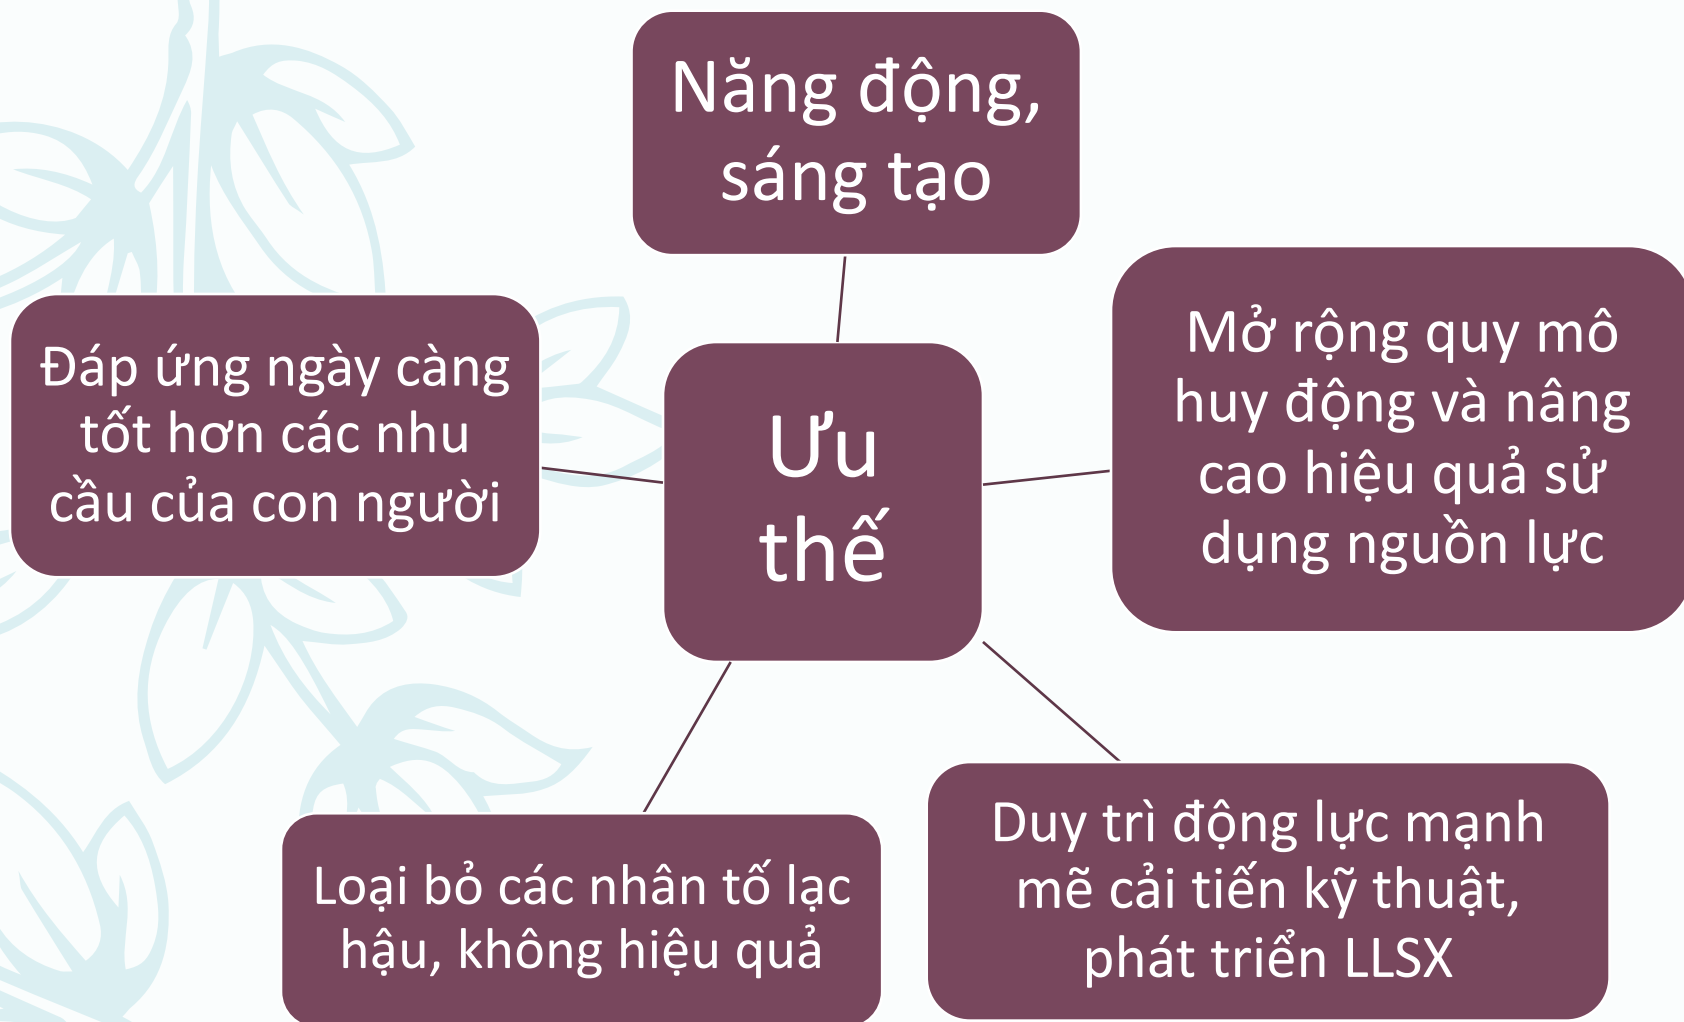 Năng động,
sáng tạo
Mở rộng quy mô
huy động và nâng
cao hiệu quả sử
dụng nguồn lực
Duy trì động lực mạnh
mẽ cải tiến kỹ thuật,
phát triển LLSX
Loại bỏ các nhân tố lạc
hậu, không hiệu quả
Đáp ứng ngày càng
tốt hơn các nhu
cầu của con người
Ưu
thế